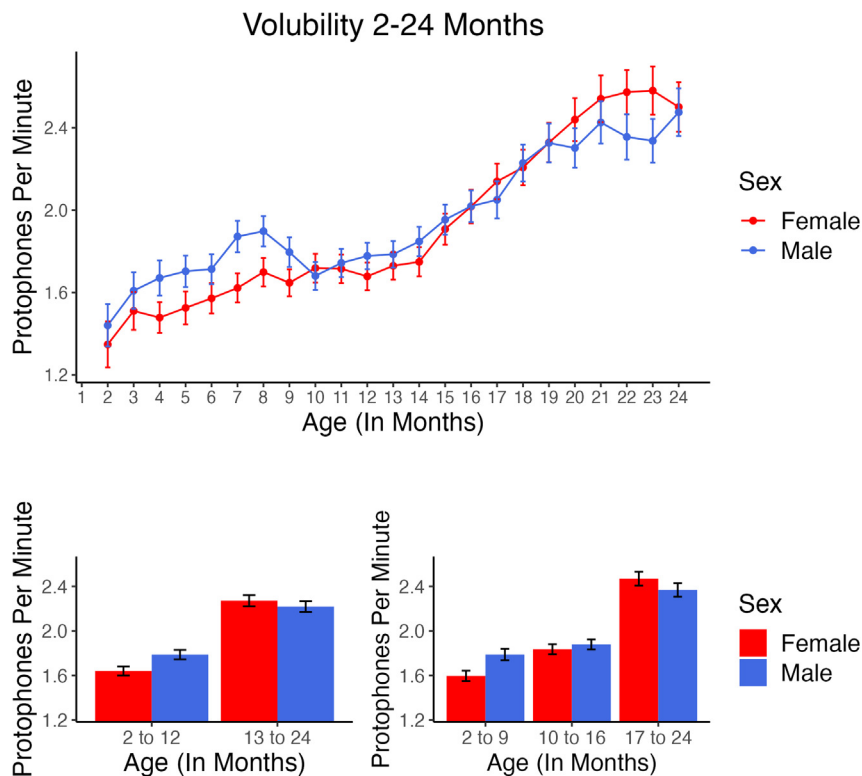 Volubility 2-24 Months
Protophones Per Minute
2.4
2.0
1.6
1.2
1 2 3 4 5 6 7 8 9 10 11 12 13 14 15 16 17 18 19 20 21 22 23 24
Age (In Months)
Sex
Female
Male
Protophones Per Minute
2.4
2.0
1.6
1.2
2 to 12 13 to 24
Age (In Months)
Protophones Per Minute
2.4
2.0
1.6
1.2
2 to 9 10 to 16 17 to 24
Age (In Months)
Sex
Female
Male